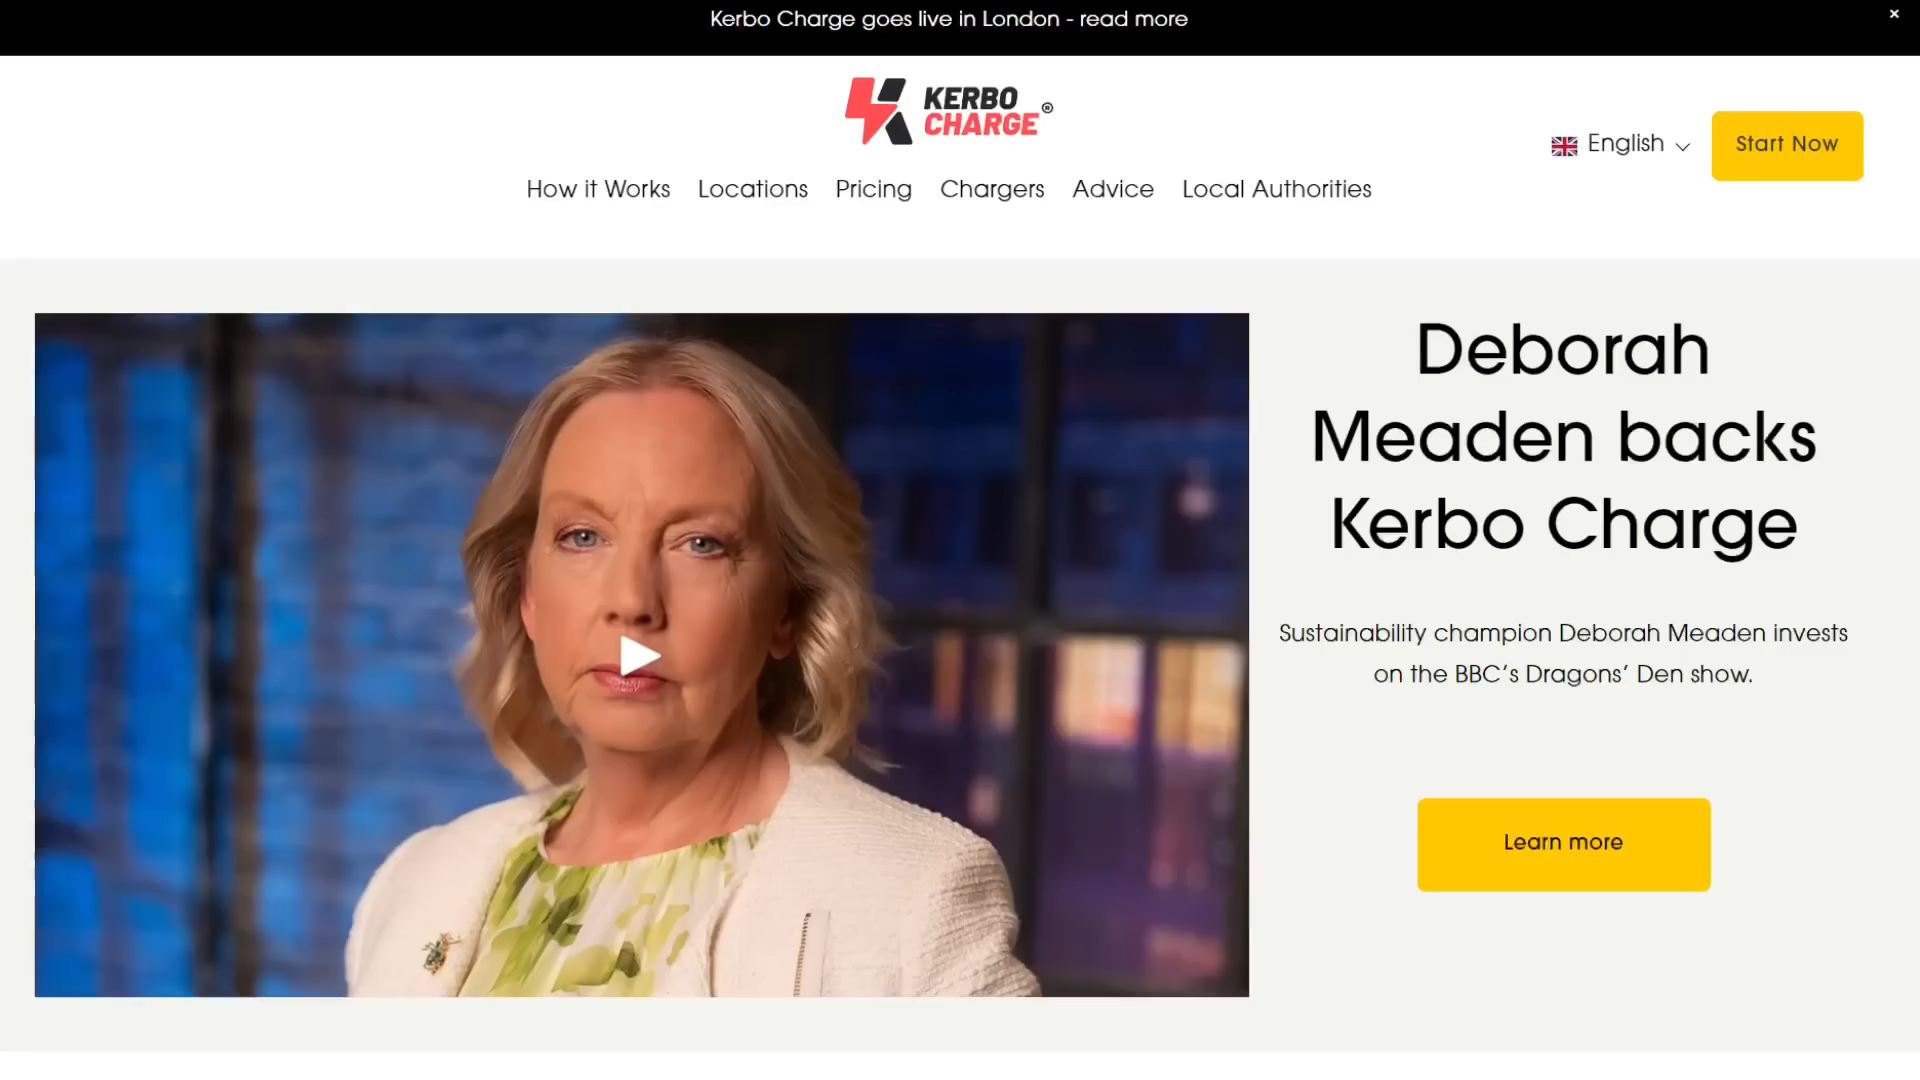 Kerbo Charge goes live in London - read more
×
KERBO
CHARGE®
English
Start Now
How it Works Locations Pricing Chargers Advice Local Authorities
Deborah
Meaden backs
Kerbo Charge
Sustainability champion Deborah Meaden invests
on the BBC’s Dragons’ Den show.
Learn more